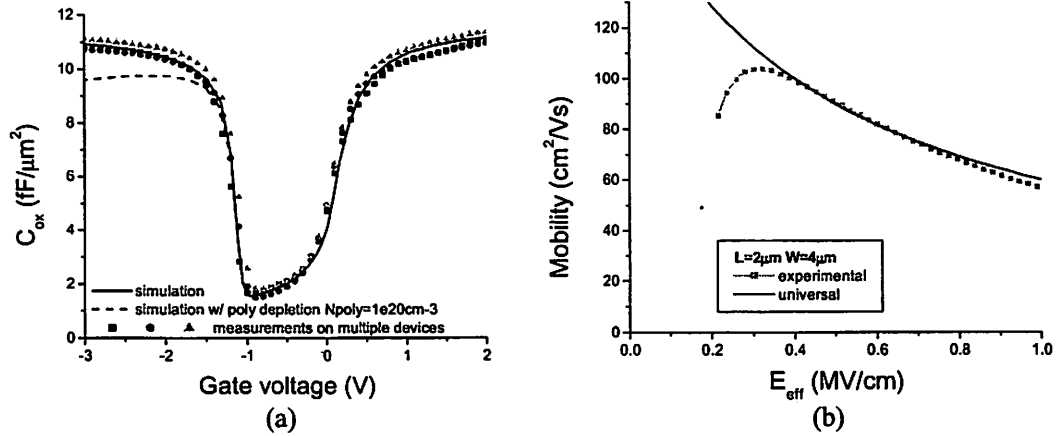 12
10
8
6
4
2
0
C_ox (fF/μm²)
simulation
simulation w/ poly depletion Npoly=1e20cm-3
measurements on multiple devices
-3 -2 -1 0 1 2
Gate voltage (V)
(a)
120
100
80
60
40
20
0
Mobility (cm²/Vs)
L=2μm W=4μm
experimental
universal
0.0 0.2 0.4 0.6 0.8 1.0
E_eff (MV/cm)
(b)